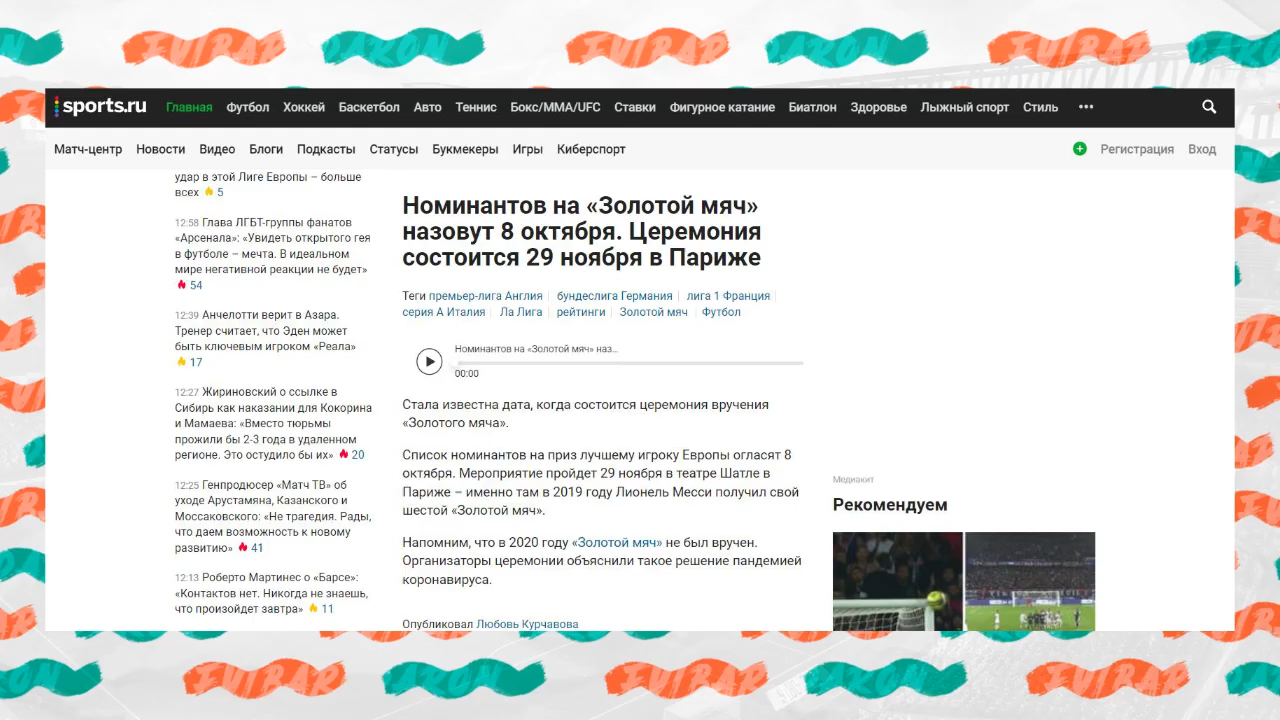 sports.ru Главная Футбол Хоккей Баскетбол Авто Теннис Бокс/MMA/UFC Ставки Фигурное катание Биатлон Здоровье Лыжный спорт Стиль •••
Матч-центр Новости Видео Блоги Подкасты Статусы Букмекеры Игры Киберспорт Регистрация Вход
удар в этой Лиге Европы – больше
всех 5
12:58 Глава ЛГБТ-группы фанатов
«Арсенала»: «Увидеть открытого гея
в футболе – мечта. В идеальном
мире негативной реакции не будет»
54
12:39 Анчелотти верит в Азара.
Тренер считает, что Эден может
быть ключевым игроком «Реала»
17
12:27 Жириновский о ссылке в
Сибирь как наказании для Кокорина
и Мамаева: «Вместо тюрьмы
прожили бы 2-3 года в удаленном
регионе. Это остудило бы их» 20
12:25 Генпродюсер «Матч ТВ» об
уходе Арустамяна, Казанского и
Моссаковского: «Не трагедия. Рады,
что даем возможность к новому
развитию» 41
12:13 Роберто Мартинес о «Барсе»:
«Контактов нет. Никогда не знаешь,
что произойдет завтра» 11
Номинантов на «Золотой мяч»
назовут 8 октября. Церемония
состоится 29 ноября в Париже
Теги премьер-лига Англия бундеслига Германия лига 1 Франция
серия А Италия Ла Лига рейтинги Золотой мяч Футбол
Номинантов на «Золотой мяч» наз...
00:00
Стала известна дата, когда состоится церемония вручения
«Золотого мяча».
Список номинантов на приз лучшему игроку Европы огласят 8
октября. Мероприятие пройдет 29 ноября в театре Шатле в
Париже – именно там в 2019 году Лионель Месси получил свой
шестой «Золотой мяч».
Напомним, что в 2020 году «Золотой мяч» не был вручен.
Организаторы церемонии объяснили такое решение пандемией
коронавируса.
Опубликовал Любовь Курчавова
Медиакит
Рекомендуем